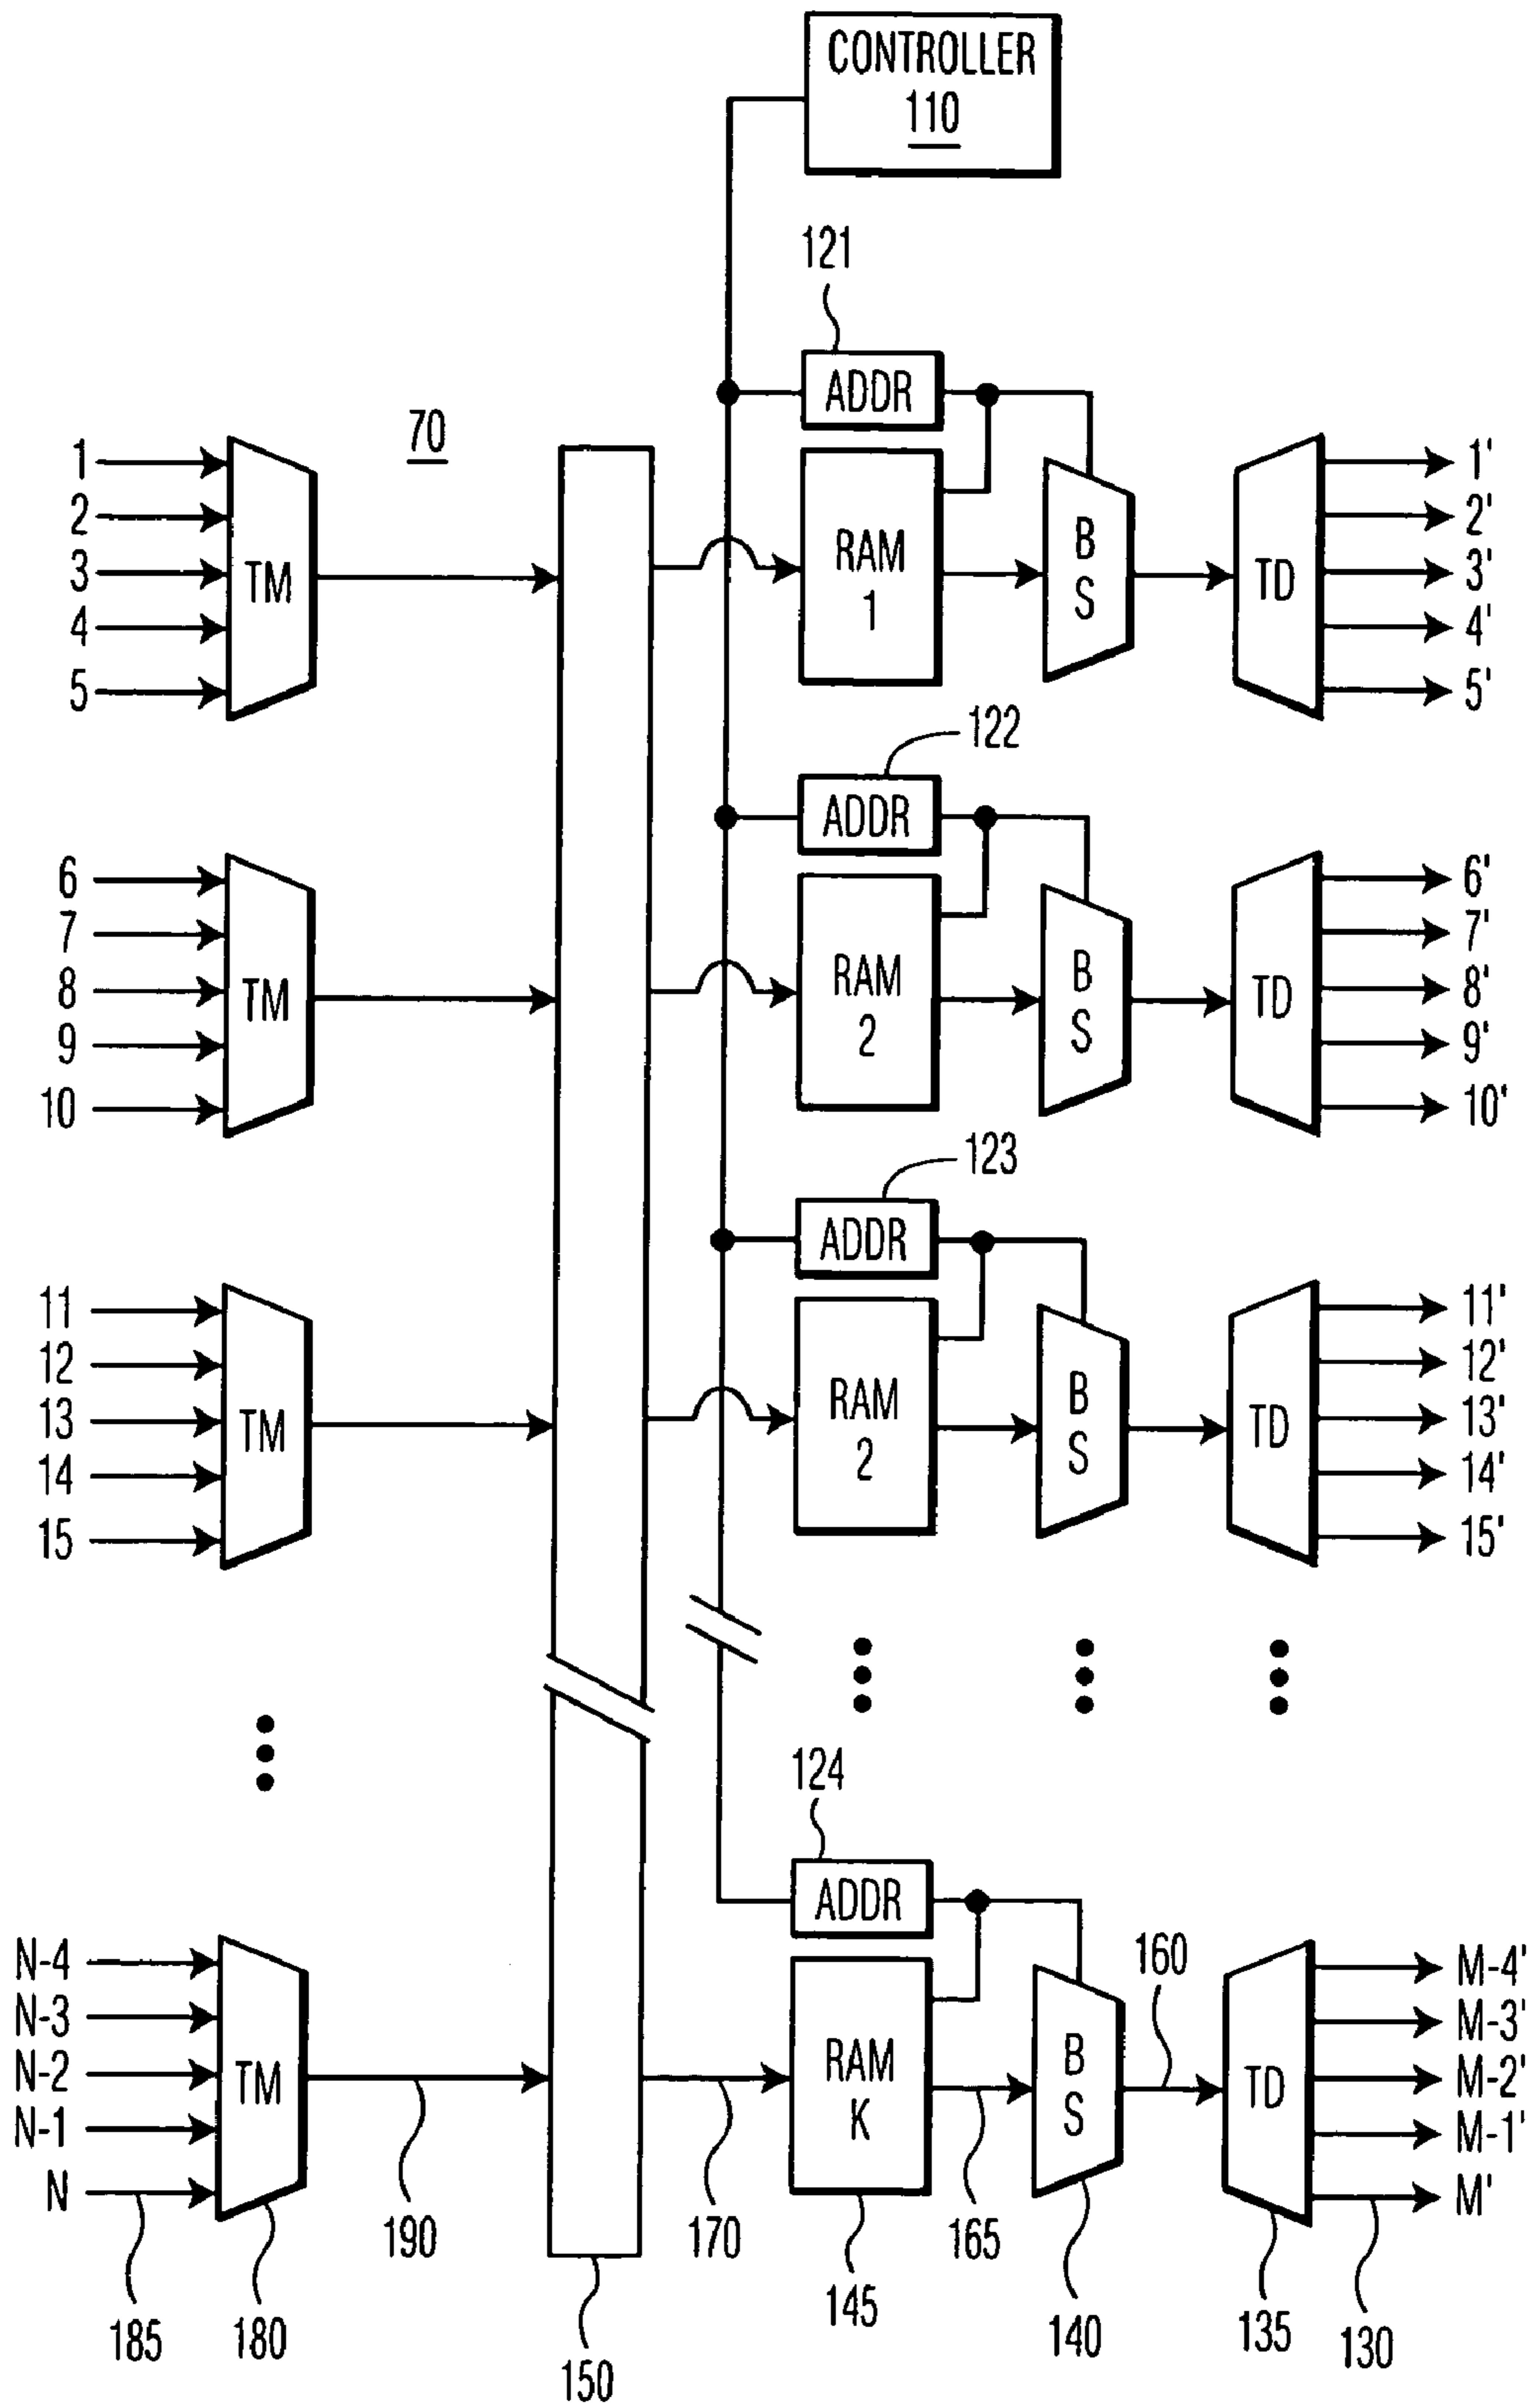 CONTROLLER
110
121
ADDR
70
1
2
3
4
5
TM
RAM
1
B
S
TD
1'
2'
3'
4'
5'
122
ADDR
6
7
8
9
10
TM
RAM
2
B
S
TD
6'
7'
8'
9'
10'
123
ADDR
11
12
13
14
15
TM
RAM
2
B
S
TD
11'
12'
13'
14'
15'
124
ADDR
N-4
N-3
N-2
N-1
N
TM
RAM
K
B
S
160
TD
M-4'
M-3'
M-2'
M-1'
M'
185
180
190
150
170
145
165
140
135
130